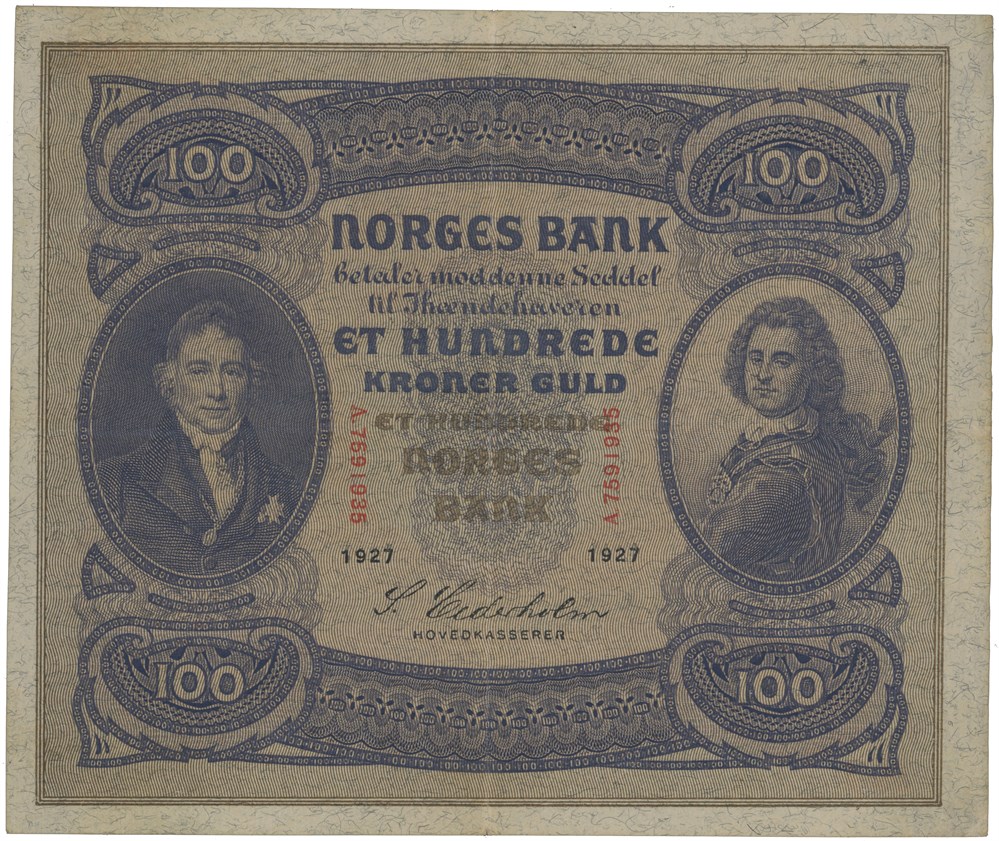 100
100
NORGES BANK
betaler mod denne Seddel
til Ihændehaveren
ET HUNDREDE
KRONER GULD
ET HUNDREDE
NORGES
BANK
A 7591935
A 7591935
1927 1927
S. Cederholm
HOVEDKASSERER
100
100